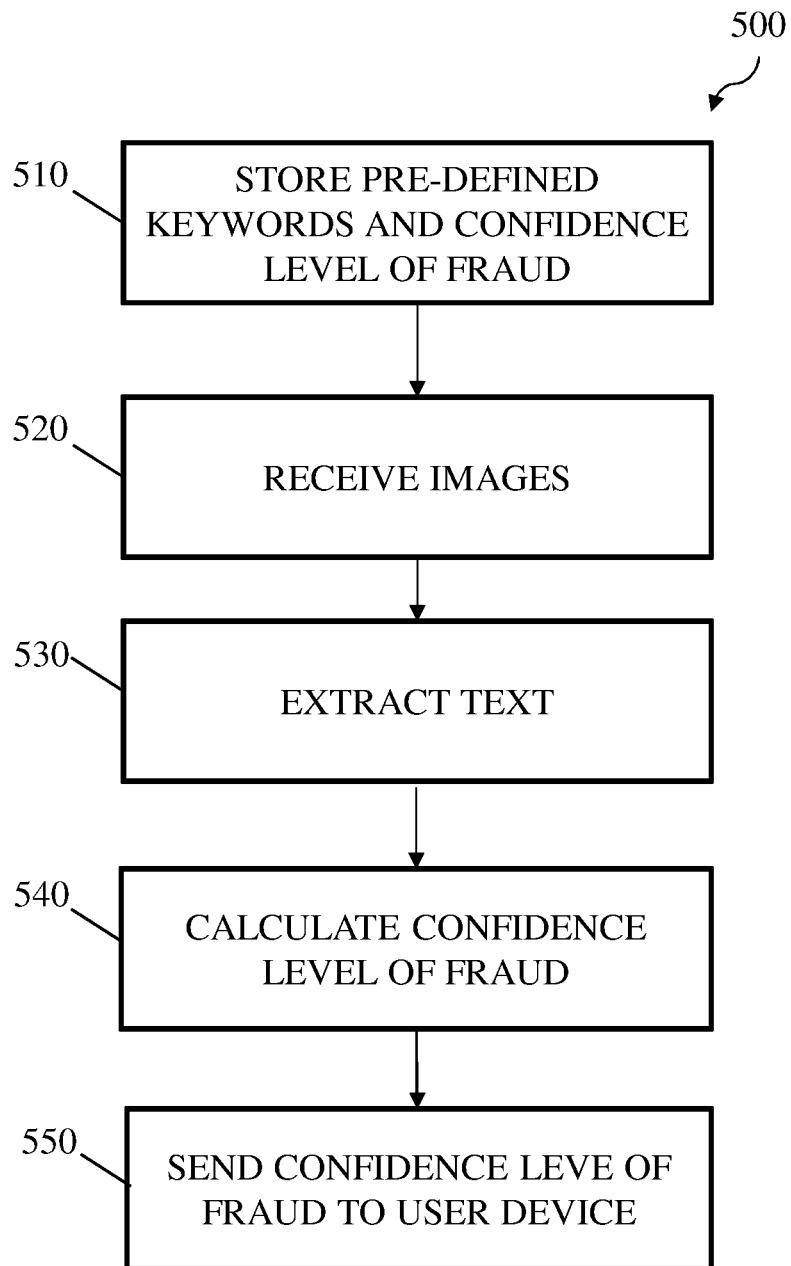 500
510
STORE PRE-DEFINED
KEYWORDS AND CONFIDENCE
LEVEL OF FRAUD
520
RECEIVE IMAGES
530
EXTRACT TEXT
540
CALCULATE CONFIDENCE
LEVEL OF FRAUD
550
SEND CONFIDENCE LEVE OF
FRAUD TO USER DEVICE